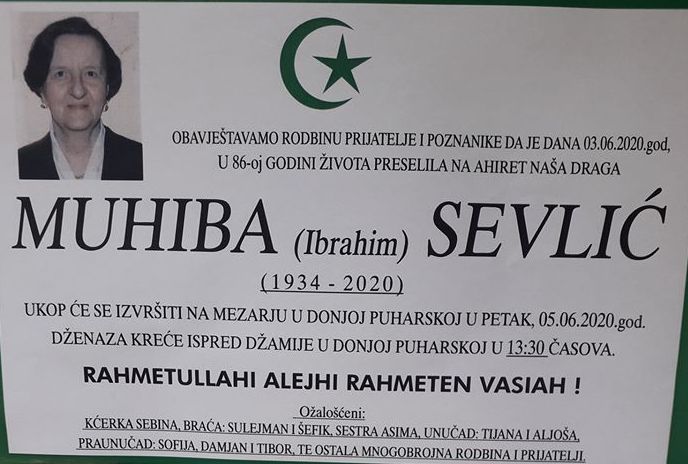 OBAVJEŠTAVAMO RODBINU PRIJATELJE I POZNANIKE DA JE DANA 03.06.2020.god,
U 86-oj GODINI ŽIVOTA PRESELILA NA AHIRET NAŠA DRAGA
MUHIBA (Ibrahim) SEVLIĆ
(1934 - 2020)
UKOP ĆE SE IZVRŠITI NA MEZARJU U DONJOJ PUHARSKOJ U PETAK, 05.06.2020.god.
DŽENAZA KREĆE ISPRED DŽAMIJE U DONJOJ PUHARSKOJ U 13:30 ČASOVA.
RAHMETULLAHI ALEJHI RAHMETEN VASIAH !
Ožalošćeni:
KĆERKA SEBINA, BRAĆA: SULEJMAN I ŠEFIK, SESTRA ASIMA, UNUČAD: TIJANA I ALJOŠA,
PRAUNUČAD: SOFIJA, DAMJAN I TIBOR, TE OSTALA MNOGOBROJNA RODBINA I PRIJATELJI.